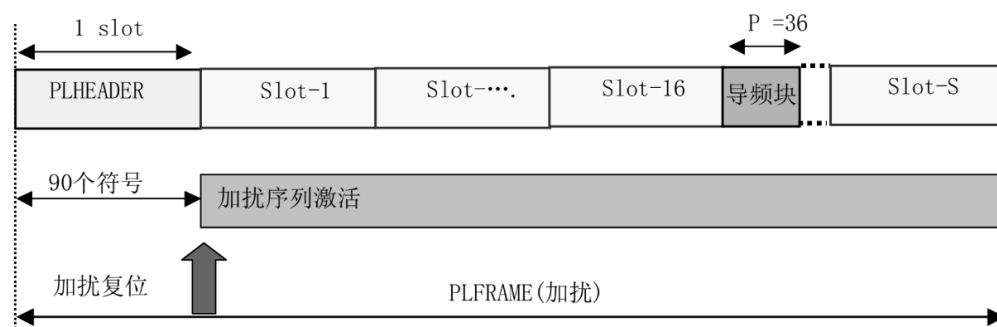 1 slot
P =36
PLHEADER
Slot-1
Slot-….
Slot-16
导频块
Slot-S
90个符号
加扰序列激活
加扰复位
PLFRAME(加扰)